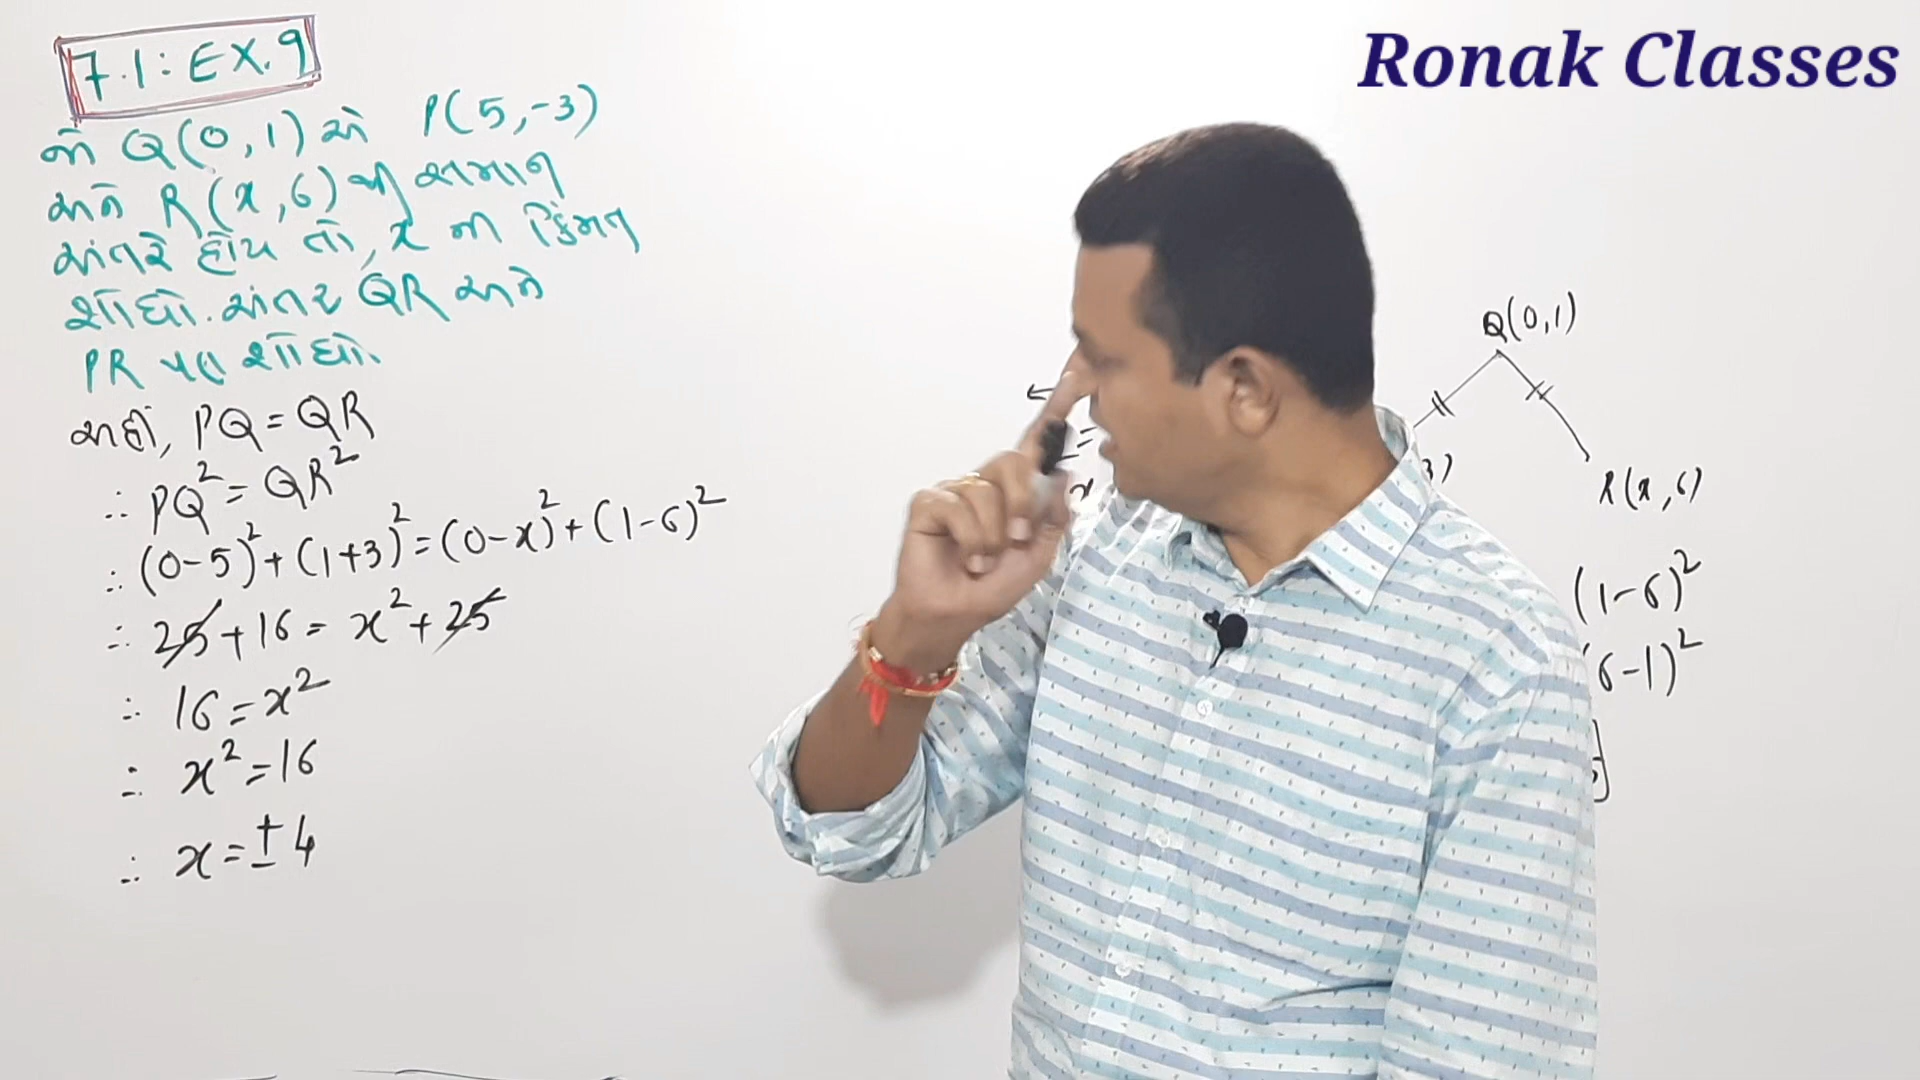 Ronak Classes
7.1: EX.9
જો Q(0,1) એ P(5,-3)
અને R(x,6) થી સમાન
અંતરે હોય તો, x ની કિંમત
શોધો. અંતર QR અને
PR પણ શોધો.
અહીં, PQ = QR
∴ PQ² = QR²
∴ (0-5)² + (1+3)² = (0-x)² + (1-6)²
∴ 25 + 16 = x² + 25
∴ 16 = x²
∴ x² = 16
∴ x = ± 4
Q(0,1)
3)
R(x,6)
(1-6)²
(6-1)²
←
=
x